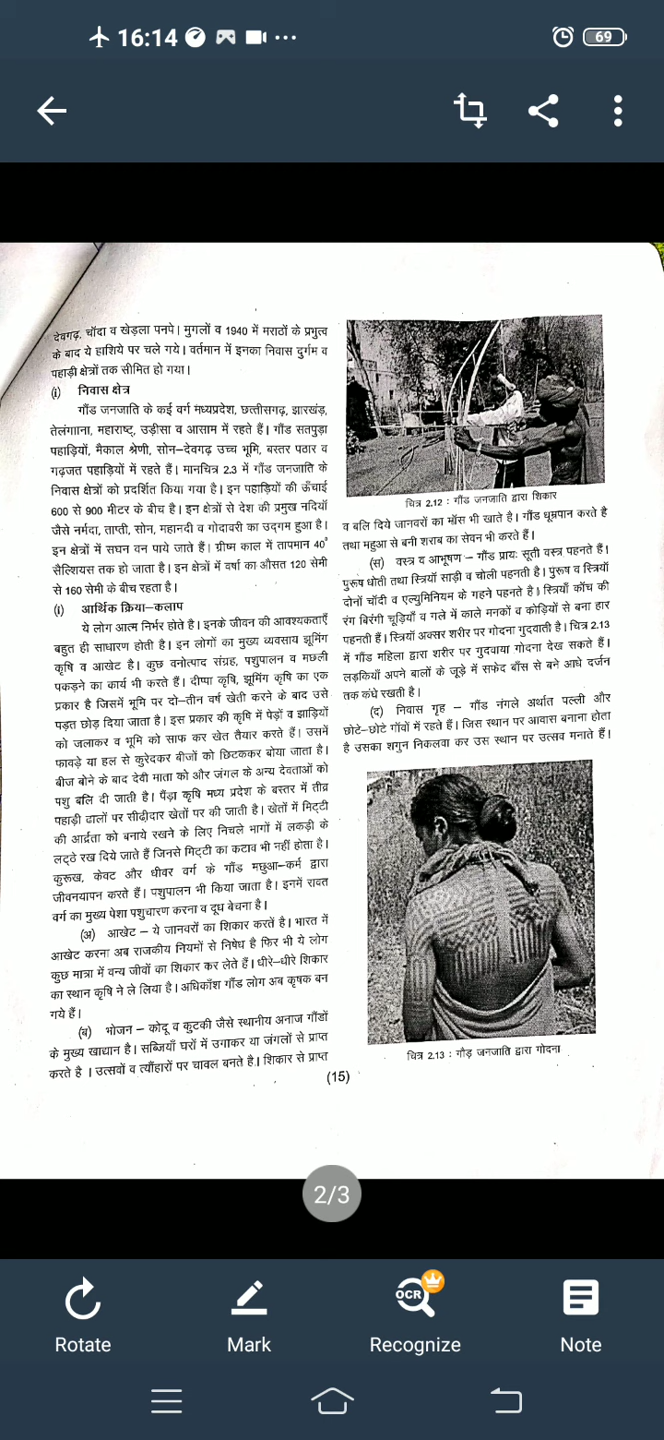 16:14
69
देवगढ़, चाँदा व खेड़ला पनपे। मुगलों व 1940 में मराठों के प्रभुत्व
के बाद ये हाशिये पर चले गये। वर्तमान में इनका निवास दुर्गम व
पहाड़ी क्षेत्रों तक सीमित हो गया।
(i) निवास क्षेत्र
गौंड जनजाति के कई वर्ग मध्यप्रदेश, छत्तीसगढ़, झारखंड़,
तेलंगााना, महाराष्ट्, उड़ीसा व आसाम में रहते हैं। गौंड सतपुड़ा
पहाड़ियों, मैकाल श्रेणी, सोन–देवगढ़ उच्च भूमि, बस्तर पठार व
गढ़जत पहाड़ियों में रहते हैं। मानचित्र 2.3 में गौंड जनजाति के
निवास क्षेत्रों को प्रदर्शित किया गया है। इन पहाड़ियों की ऊँचाई
600 से 900 मीटर के बीच है। इन क्षेत्रों से देश की प्रमुख नदियाँ
जैसे नर्मदा, ताप्ती, सोन, महानदी व गोदावरी का उद्गम हुआ है।
इन क्षेत्रों में सघन वन पाये जाते हैं। ग्रीष्म काल में तापमान 40°
सैल्शियस तक हो जाता है। इन क्षेत्रों में वर्षा का औसत 120 सेमी
से 160 सेमी के बीच रहता है।
(i) आर्थिक क्रिया–कलाप
ये लोग आत्म निर्भर होते है। इनके जीवन की आवश्यकताएँ
बहुत ही साधारण होती है। इन लोगों का मुख्य व्यवसाय झूमिंग
कृषि व आखेट है। कुछ वनोत्पाद संग्रह, पशुपालन व मछली
पकड़ने का कार्य भी करते हैं। दीप्पा कृषि, झूमिंग कृषि का एक
प्रकार है जिसमें भूमि पर दो–तीन वर्ष खेती करने के बाद उसे
पड़त छोड़ दिया जाता है। इस प्रकार की कृषि में पेड़ों व झाड़ियों
को जलाकर व भूमि को साफ कर खेत तैयार करते हैं। उसमें
फावड़े या हल से कुरेदकर बीजों को छिटककर बोया जाता है।
बीज बोने के बाद देवी माता को और जंगल के अन्य देवताओं को
पशु बलि दी जाती है। पैंड़ा कृषि मध्य प्रदेश के बस्तर में तीव्र
पहाड़ी ढालों पर सीढ़ीदार खेतों पर की जाती है। खेतों में मिट्टी
की आर्द्रता को बनाये रखने के लिए निचले भागों में लकड़ी के
लट्ठे रख दिये जाते हैं जिनसे मिट्टी का कटाव भी नहीं होता है।
कुरूख, केवट और धीवर वर्ग के गौंड मछुआ–कर्म द्वारा
जीवनयापन करते हैं। पशुपालन भी किया जाता है। इनमें रावत
वर्ग का मुख्य पेशा पशुचारण करना व दूध बेचना है।
(अ) आखेट – ये जानवरों का शिकार करतें है। भारत में
आखेट करना अब राजकीय नियमों से निषेध है फिर भी ये लोग
कुछ मात्रा में वन्य जीवों का शिकार कर लेते हैं। धीरे–धीरे शिकार
का स्थान कृषि ने ले लिया है। अधिकाँश गौंड लोग अब कृषक बन
गये हैं।
(ब) भोजन – कोदू व कुटकी जैसे स्थानीय अनाज गौंडों
के मुख्य खाद्यान है। सब्जियाँ घरों में उगाकर या जंगलों से प्राप्त
करते है । उत्सवों व त्यौंहारों पर चावल बनते है। शिकार से प्राप्त
चित्र 2.12 : गौंड जनजाति द्वारा शिकार
व बलि दिये जानवरों का माँस भी खाते है। गौंड धूम्रपान करते है
तथा महुआ से बनी शराब का सेवन भी करते हैं।
(स) वस्त्र व आभूषण – गौंड प्रायः सूती वस्त्र पहनते हैं।
पुरूष धोती तथा स्त्रियाँ साड़ी व चोली पहनती है। पुरूष व स्त्रियाँ
दोनों चाँदी व एल्युमिनियम के गहने पहनते है। स्त्रियाँ काँच की
रंग बिरंगी चूड़ियाँ व गले में काले मनकों व कोड़ियों से बना हार
पहनती हैं। स्त्रियाँ अक्सर शरीर पर गोदना गुदवाती है। चित्र 2.13
में गौंड महिला द्वारा शरीर पर गुदवाया गोदना देख सकते हैं।
लड़कियाँ अपने बालों के जूड़े में सफेद बाँस से बने आधे दर्जन
तक कंधे रखती है।
(द) निवास गृह – गौंड नंगले अर्थात पल्ली और
छोटे–छोटे गाँवों में रहते हैं। जिस स्थान पर आवास बनाना होता
है उसका शगुन निकलवा कर उस स्थान पर उत्सव मनाते हैं।
चित्र 2.13 : गौड़ जनजाति द्वारा गोदना
(15)
2/3
OCR
Rotate
Mark
Recognize
Note